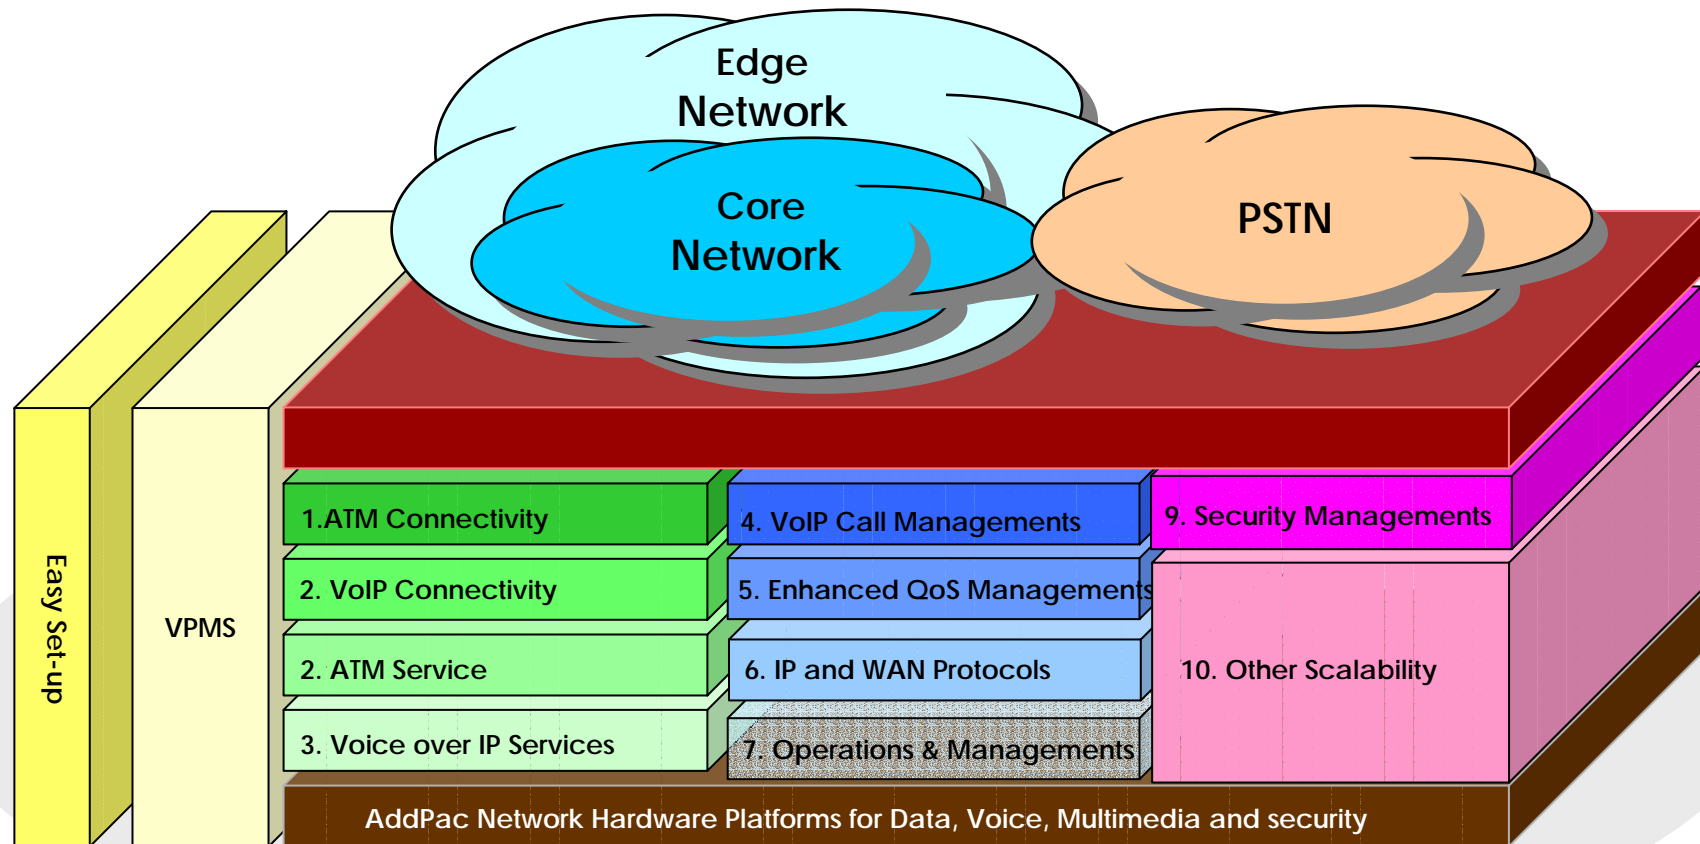 Edge
Network
Core
Network
PSTN
Easy Set-up
VPMS
1.ATM Connectivity
2. VoIP Connectivity
2. ATM Service
3. Voice over IP Services
4. VoIP Call Managements
5. Enhanced QoS Managements
6. IP and WAN Protocols
7. Operations & Managements
9. Security Managements
10. Other Scalability
AddPac Network Hardware Platforms for Data, Voice, Multimedia and security